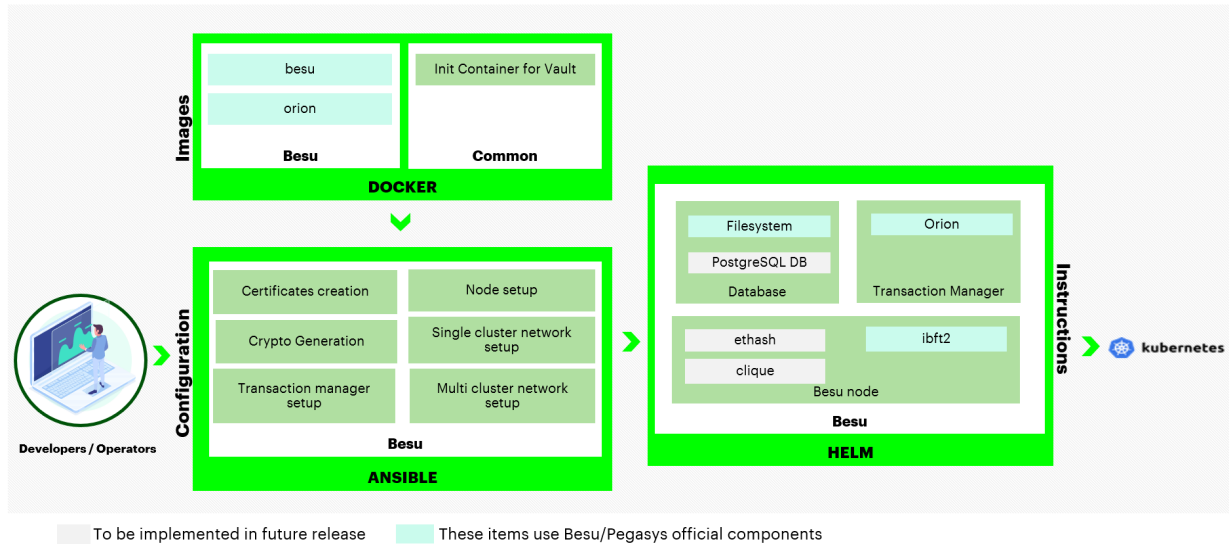 Images
besu
orion
Besu
Init Container for Vault
Common
DOCKER
Developers / Operators
Configuration
Certificates creation
Node setup
Crypto Generation
Single cluster network
setup
Transaction manager
setup
Multi cluster network
setup
Besu
ANSIBLE
Filesystem
PostgreSQL DB
Database
Orion
Transaction Manager
ethash
clique
ibft2
Besu node
Besu
HELM
Instructions
kubernetes
To be implemented in future release
These items use Besu/Pegasys official components